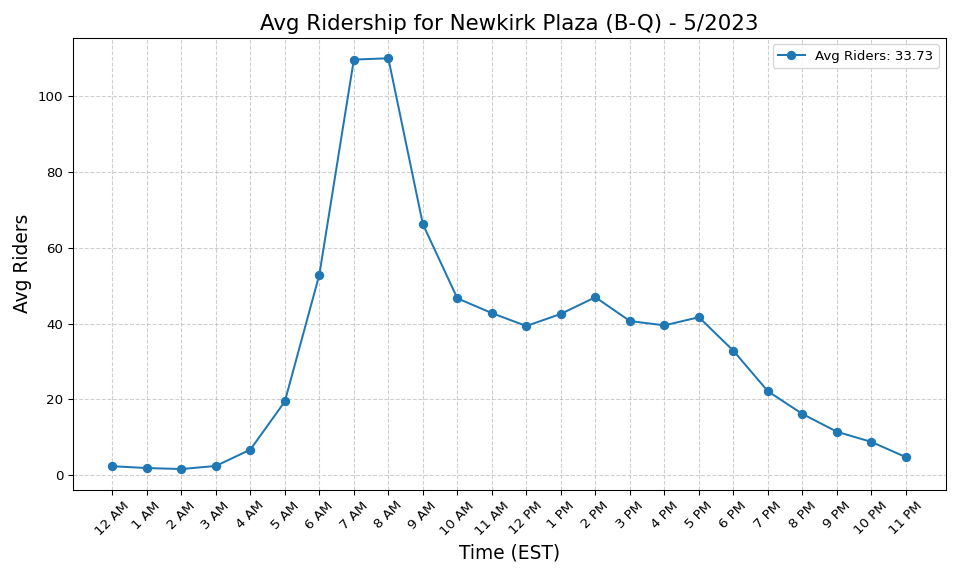 Avg Ridership for Newkirk Plaza (B-Q) - 5/2023
Avg Riders: 33.73
Avg Riders
100
80
60
40
20
0
12 AM
1 AM
2 AM
3 AM
4 AM
5 AM
6 AM
7 AM
8 AM
9 AM
10 AM
11 AM
12 PM
1 PM
2 PM
3 PM
4 PM
5 PM
6 PM
7 PM
8 PM
9 PM
10 PM
11 PM
Time (EST)